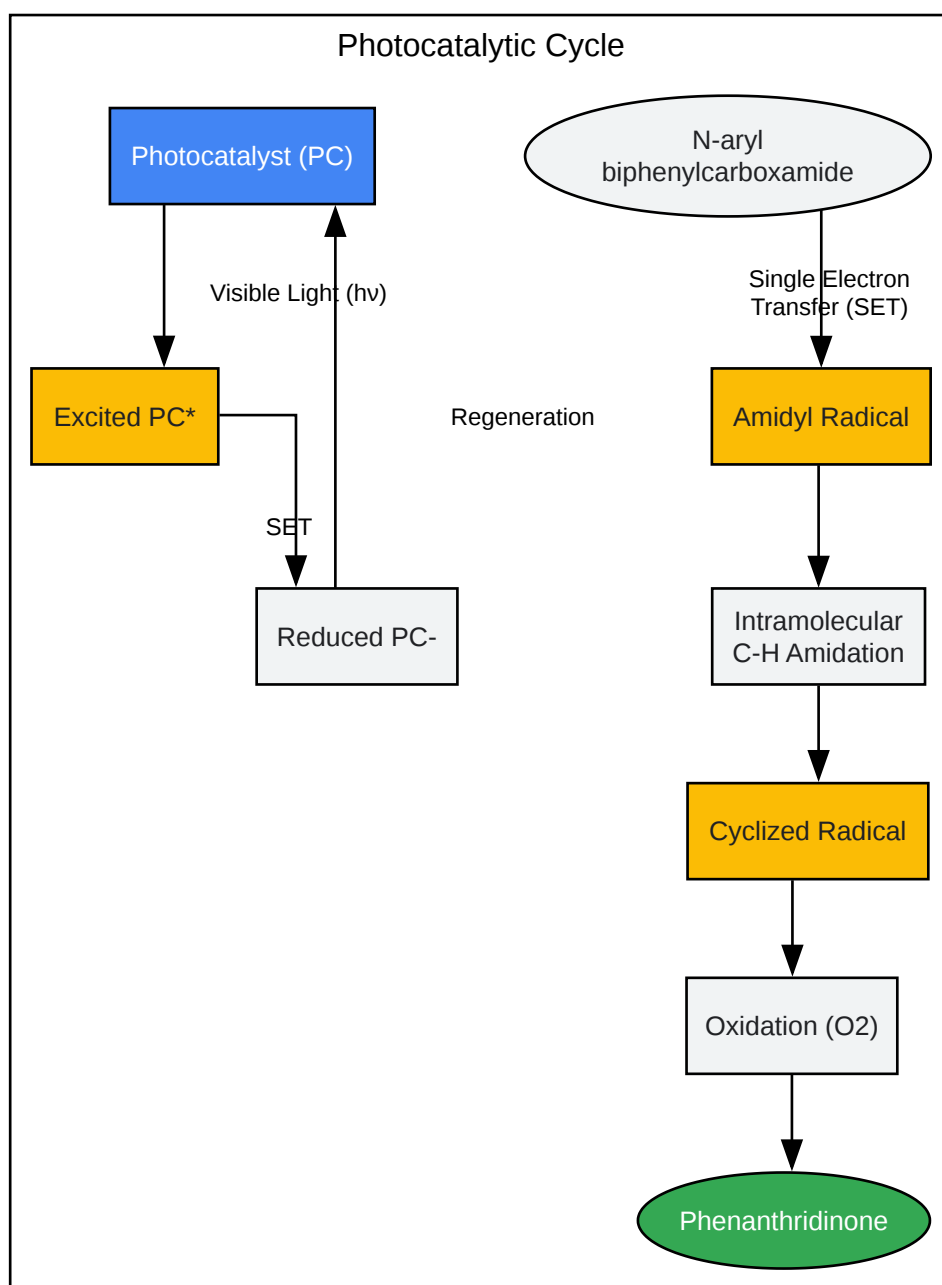 Photocatalytic Cycle
Photocatalyst (PC)
N-aryl
biphenylcarboxamide
Visible Light (hν)
Single Electron
Transfer (SET)
Excited PC*
Regeneration
Amidyl Radical
SET
Reduced PC-
Intramolecular
C-H Amidation
Cyclized Radical
Oxidation (O2)
Phenanthridinone